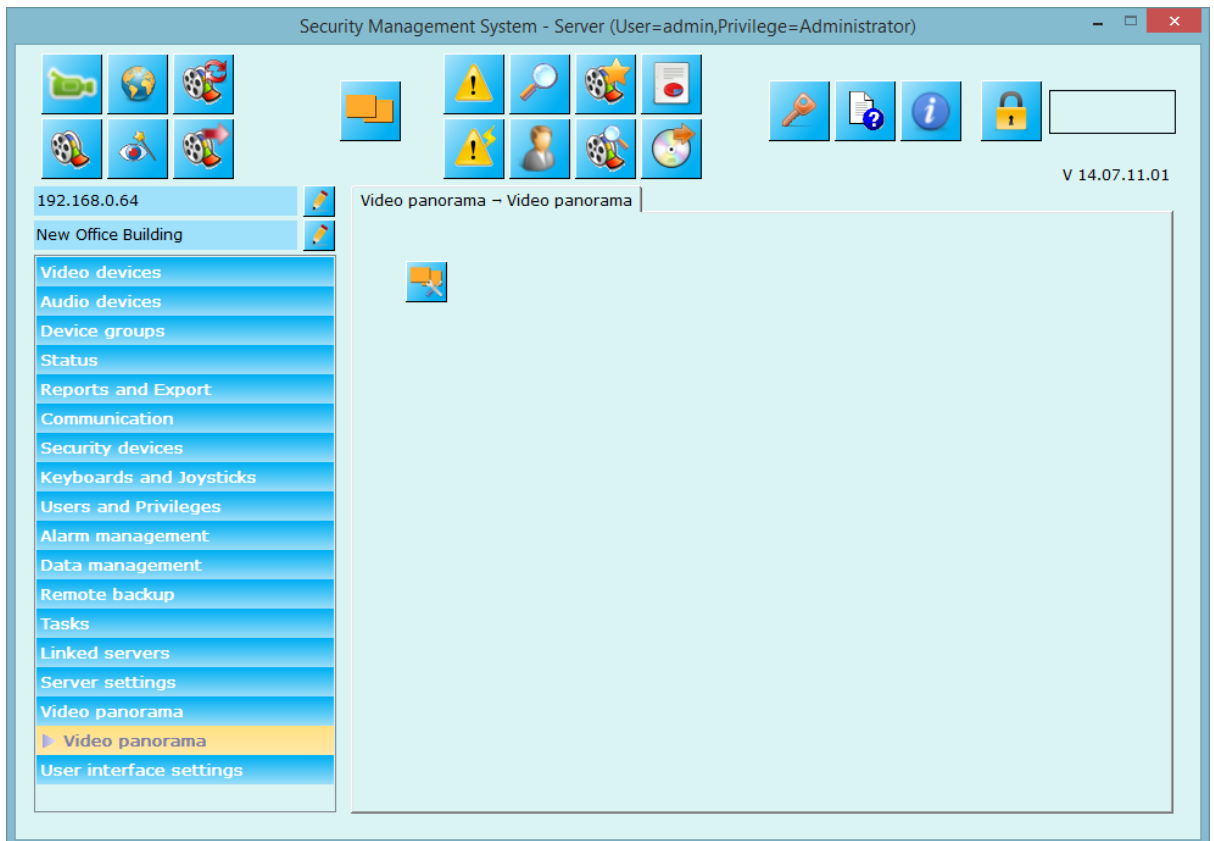 Security Management System - Server (User=admin,Privilege=Administrator)
V 14.07.11.01
192.168.0.64
New Office Building
Video devices
Audio devices
Device groups
Status
Reports and Export
Communication
Security devices
Keyboards and Joysticks
Users and Privileges
Alarm management
Data management
Remote backup
Tasks
Linked servers
Server settings
Video panorama
Video panorama
User interface settings
Video panorama → Video panorama